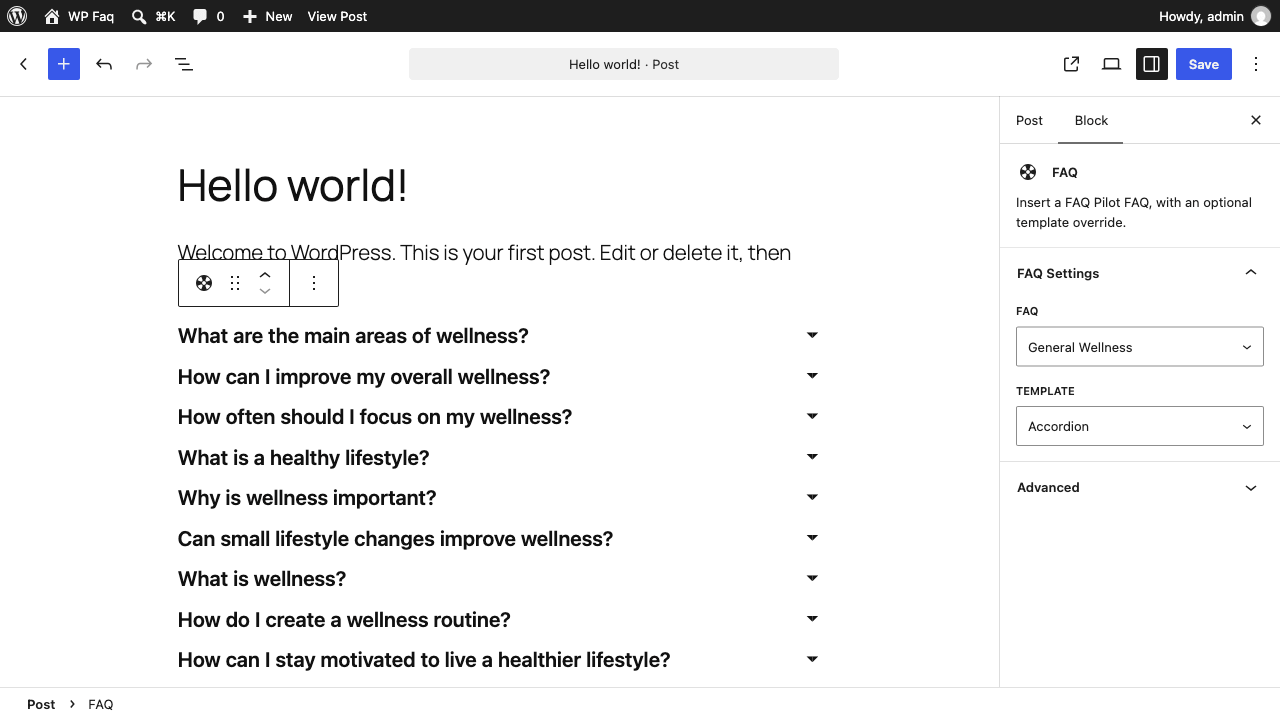 WP Faq ⌘K 0 New View Post Howdy, admin
Hello world! · Post
Save
Post Block
FAQ
Insert a FAQ Pilot FAQ, with an optional
template override.
FAQ Settings
FAQ
General Wellness
TEMPLATE
Accordion
Advanced
Hello world!
Welcome to WordPress. This is your first post. Edit or delete it, then
What are the main areas of wellness?
How can I improve my overall wellness?
How often should I focus on my wellness?
What is a healthy lifestyle?
Why is wellness important?
Can small lifestyle changes improve wellness?
What is wellness?
How do I create a wellness routine?
How can I stay motivated to live a healthier lifestyle?
Post › FAQ